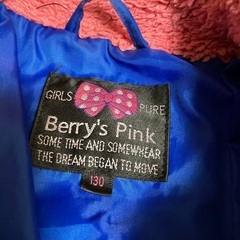 GIRLS PURE
Berry's Pink
SOME TIME AND SOMEWHEAR
THE DREAM BEGAN TO MOVE
130